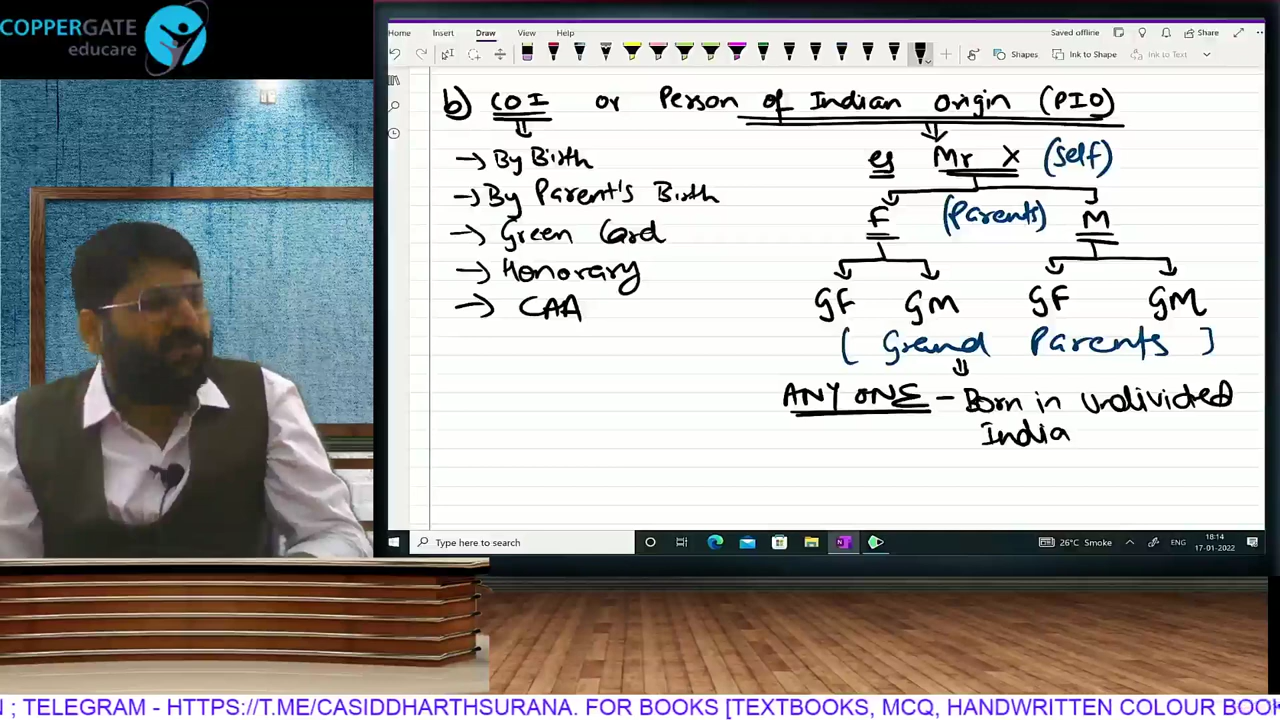 COPPERGATE
educare
Home Insert Draw View Help
Saved offline
Share
Shapes
Ink to Shape
Ink to Text
b) COI or Person of Indian origin (PIO)
→ By Birth
→ By Parent's Birth
→ Green Card
→ Honorary
→ CAA
eg Mr X (Self)
F (Parents) M
GF GM GF GM
( Grand Parents )
ANY ONE - Born in Undivided
India
Type here to search
26°C Smoke
ENG
18:14
17-01-2022
N ; TELEGRAM - HTTPS://T.ME/CASIDDHARTHSURANA. FOR BOOKS [TEXTBOOKS, MCQ, HANDWRITTEN COLOUR BOOK